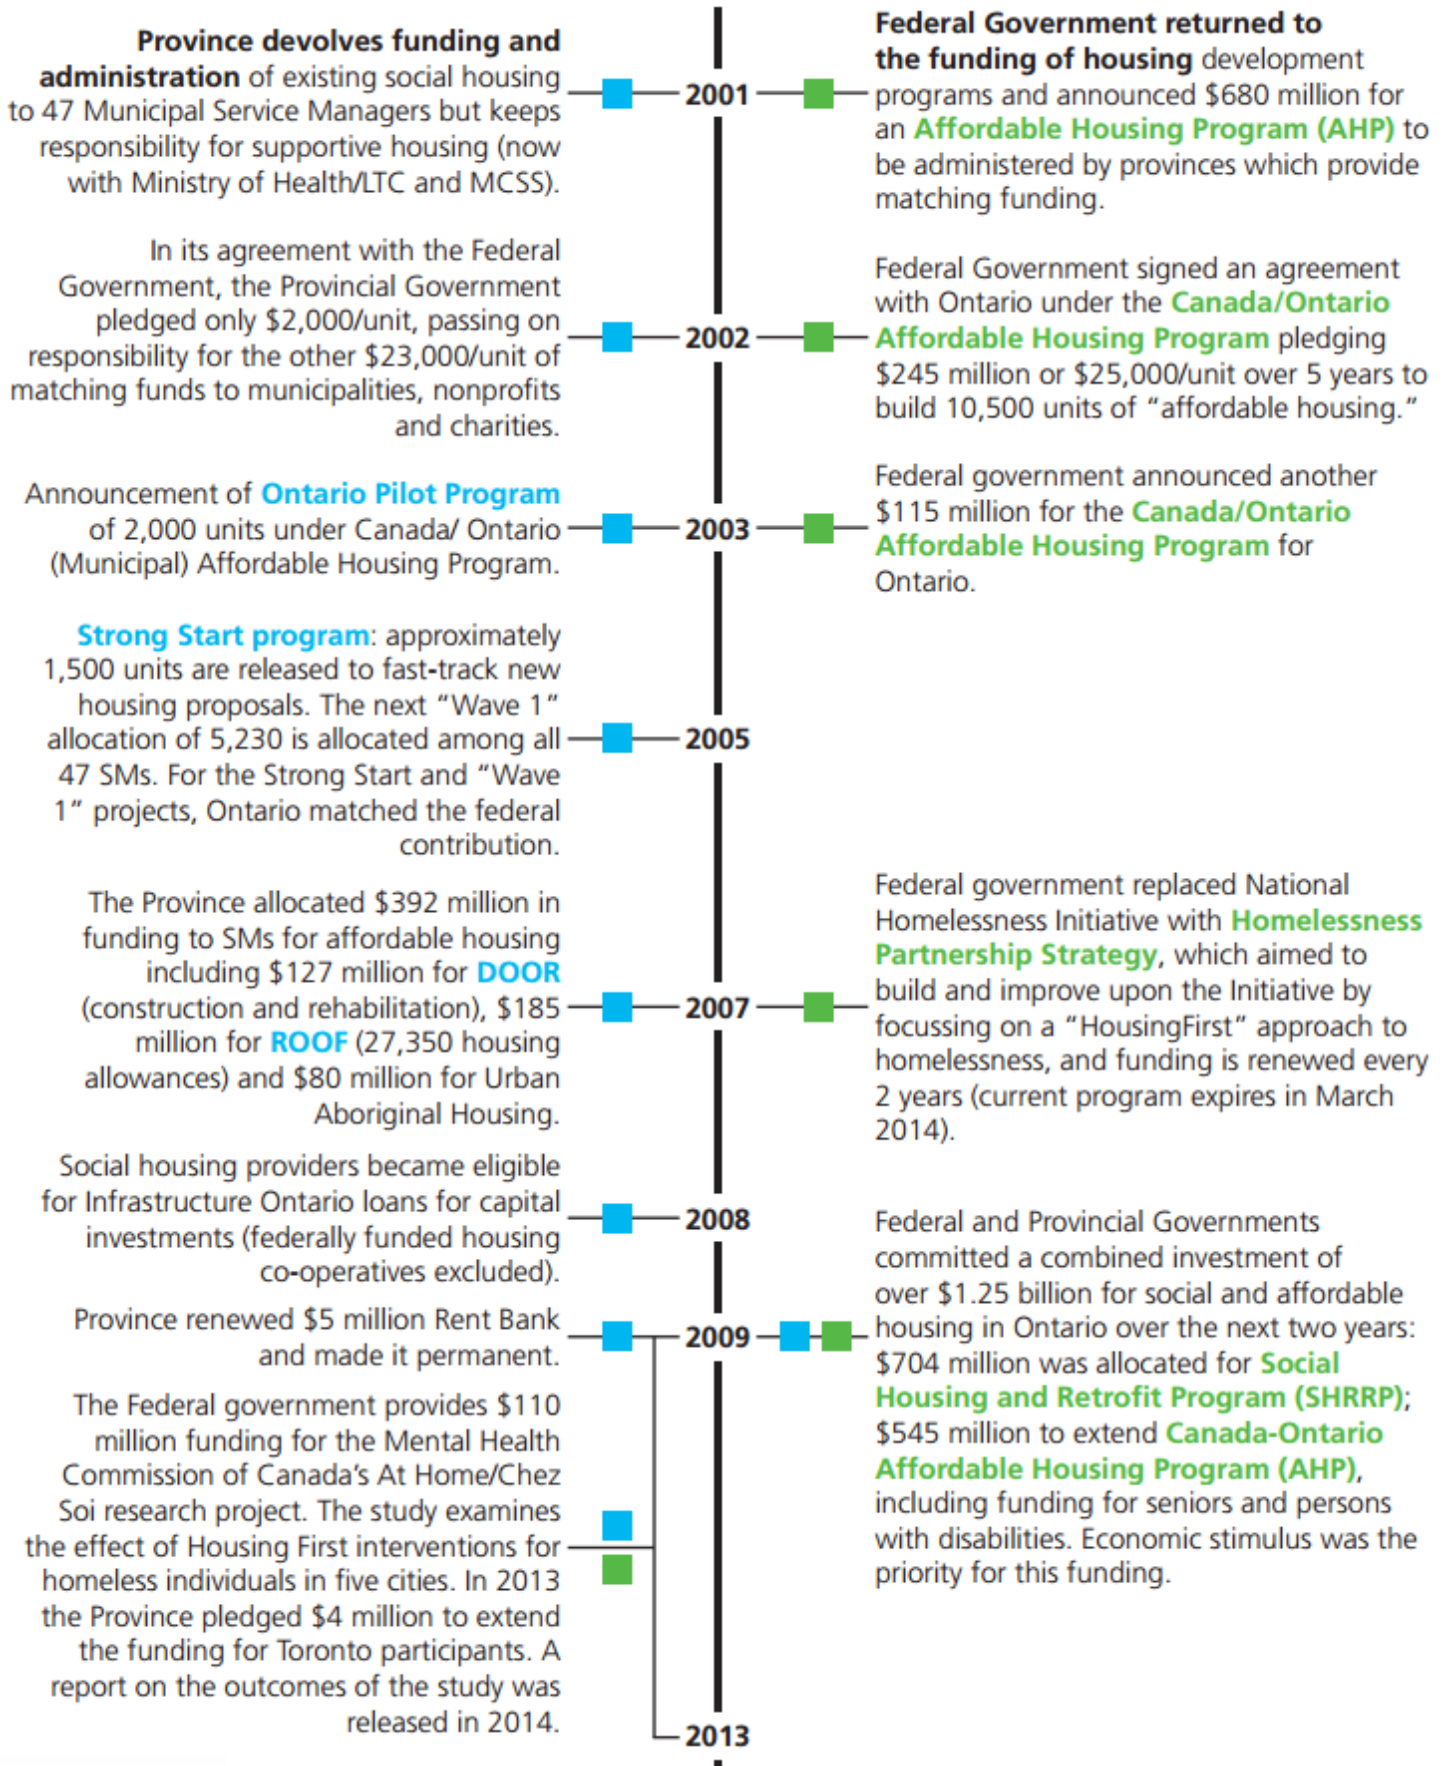 Province devolves funding and
administration of existing social housing
to 47 Municipal Service Managers but keeps
responsibility for supportive housing (now
with Ministry of Health/LTC and MCSS).
2001
Federal Government returned to
the funding of housing development
programs and announced $680 million for
an Affordable Housing Program (AHP) to
be administered by provinces which provide
matching funding.
In its agreement with the Federal
Government, the Provincial Government
pledged only $2,000/unit, passing on
responsibility for the other $23,000/unit of
matching funds to municipalities, nonprofits
and charities.
2002
Federal Government signed an agreement
with Ontario under the Canada/Ontario
Affordable Housing Program pledging
$245 million or $25,000/unit over 5 years to
build 10,500 units of “affordable housing.”
Announcement of Ontario Pilot Program
of 2,000 units under Canada/ Ontario
(Municipal) Affordable Housing Program.
2003
Federal government announced another
$115 million for the Canada/Ontario
Affordable Housing Program for
Ontario.
Strong Start program: approximately
1,500 units are released to fast-track new
housing proposals. The next “Wave 1”
allocation of 5,230 is allocated among all
47 SMs. For the Strong Start and “Wave
1” projects, Ontario matched the federal
contribution.
2005
The Province allocated $392 million in
funding to SMs for affordable housing
including $127 million for DOOR
(construction and rehabilitation), $185
million for ROOF (27,350 housing
allowances) and $80 million for Urban
Aboriginal Housing.
2007
Federal government replaced National
Homelessness Initiative with Homelessness
Partnership Strategy, which aimed to
build and improve upon the Initiative by
focussing on a “HousingFirst” approach to
homelessness, and funding is renewed every
2 years (current program expires in March
2014).
Social housing providers became eligible
for Infrastructure Ontario loans for capital
investments (federally funded housing
co-operatives excluded).
2008
Province renewed $5 million Rent Bank
and made it permanent.
2009
Federal and Provincial Governments
committed a combined investment of
over $1.25 billion for social and affordable
housing in Ontario over the next two years:
$704 million was allocated for Social
Housing and Retrofit Program (SHRRP);
$545 million to extend Canada-Ontario
Affordable Housing Program (AHP),
including funding for seniors and persons
with disabilities. Economic stimulus was the
priority for this funding.
The Federal government provides $110
million funding for the Mental Health
Commission of Canada’s At Home/Chez
Soi research project. The study examines
the effect of Housing First interventions for
homeless individuals in five cities. In 2013
the Province pledged $4 million to extend
the funding for Toronto participants. A
report on the outcomes of the study was
released in 2014.
2013